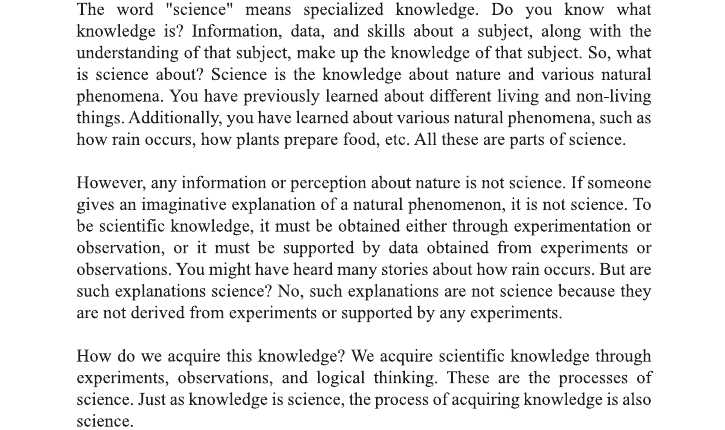 The word "science" means specialized knowledge. Do you know what
knowledge is? Information, data, and skills about a subject, along with the
understanding of that subject, make up the knowledge of that subject. So, what
is science about? Science is the knowledge about nature and various natural
phenomena. You have previously learned about different living and non-living
things. Additionally, you have learned about various natural phenomena, such as
how rain occurs, how plants prepare food, etc. All these are parts of science.
However, any information or perception about nature is not science. If someone
gives an imaginative explanation of a natural phenomenon, it is not science. To
be scientific knowledge, it must be obtained either through experimentation or
observation, or it must be supported by data obtained from experiments or
observations. You might have heard many stories about how rain occurs. But are
such explanations science? No, such explanations are not science because they
are not derived from experiments or supported by any experiments.
How do we acquire this knowledge? We acquire scientific knowledge through
experiments, observations, and logical thinking. These are the processes of
science. Just as knowledge is science, the process of acquiring knowledge is also
science.